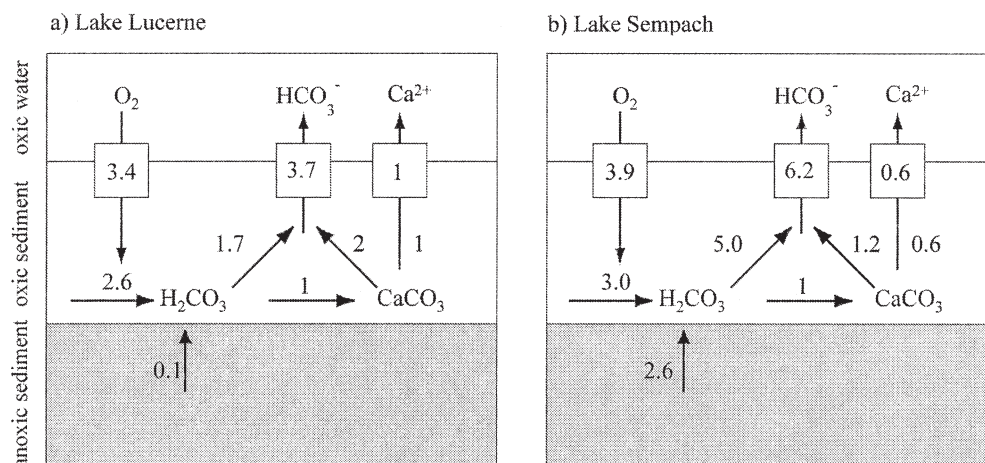 a) Lake Lucerne
oxic water
oxic sediment
anoxic sediment
O₂
HCO₃⁻
Ca²⁺
3.4
3.7
1
1.7
2
1
2.6
H₂CO₃
1
CaCO₃
0.1
b) Lake Sempach
O₂
HCO₃⁻
Ca²⁺
3.9
6.2
0.6
5.0
1.2
0.6
3.0
H₂CO₃
1
CaCO₃
2.6